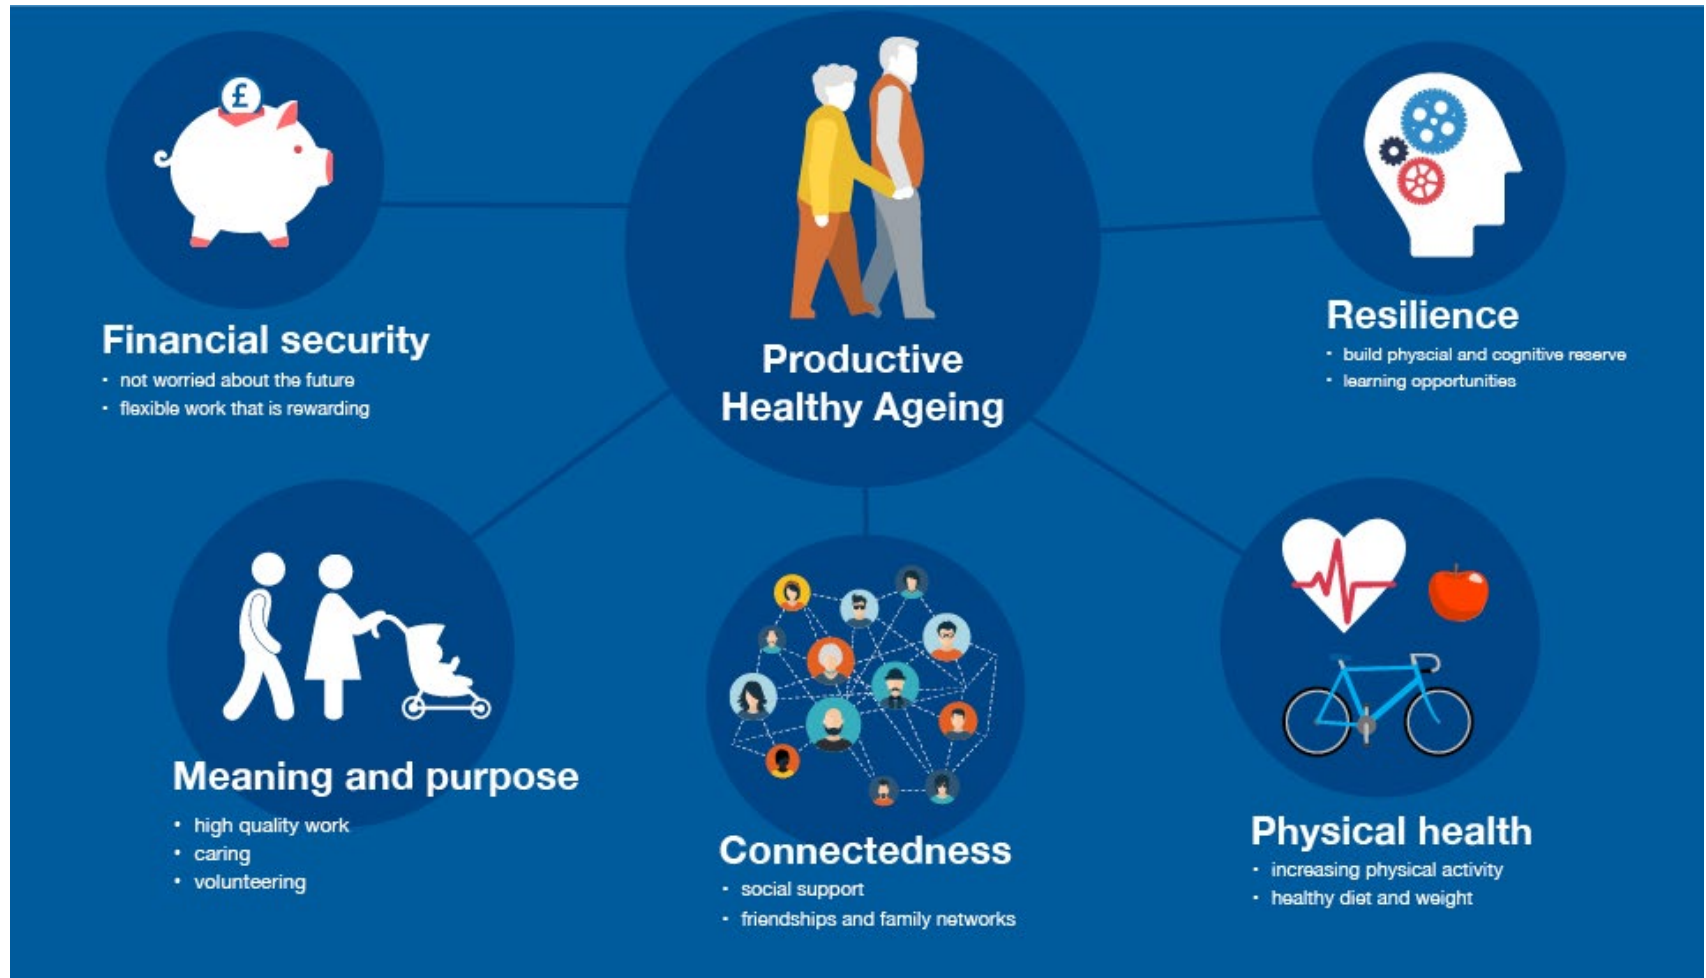 £
Productive
Healthy Ageing
Financial security
• not worried about the future
• flexible work that is rewarding
Resilience
• build physcial and cognitive reserve
• learning opportunities
Meaning and purpose
• high quality work
• caring
• volunteering
Connectedness
• social support
• friendships and family networks
Physical health
• increasing physical activity
• healthy diet and weight